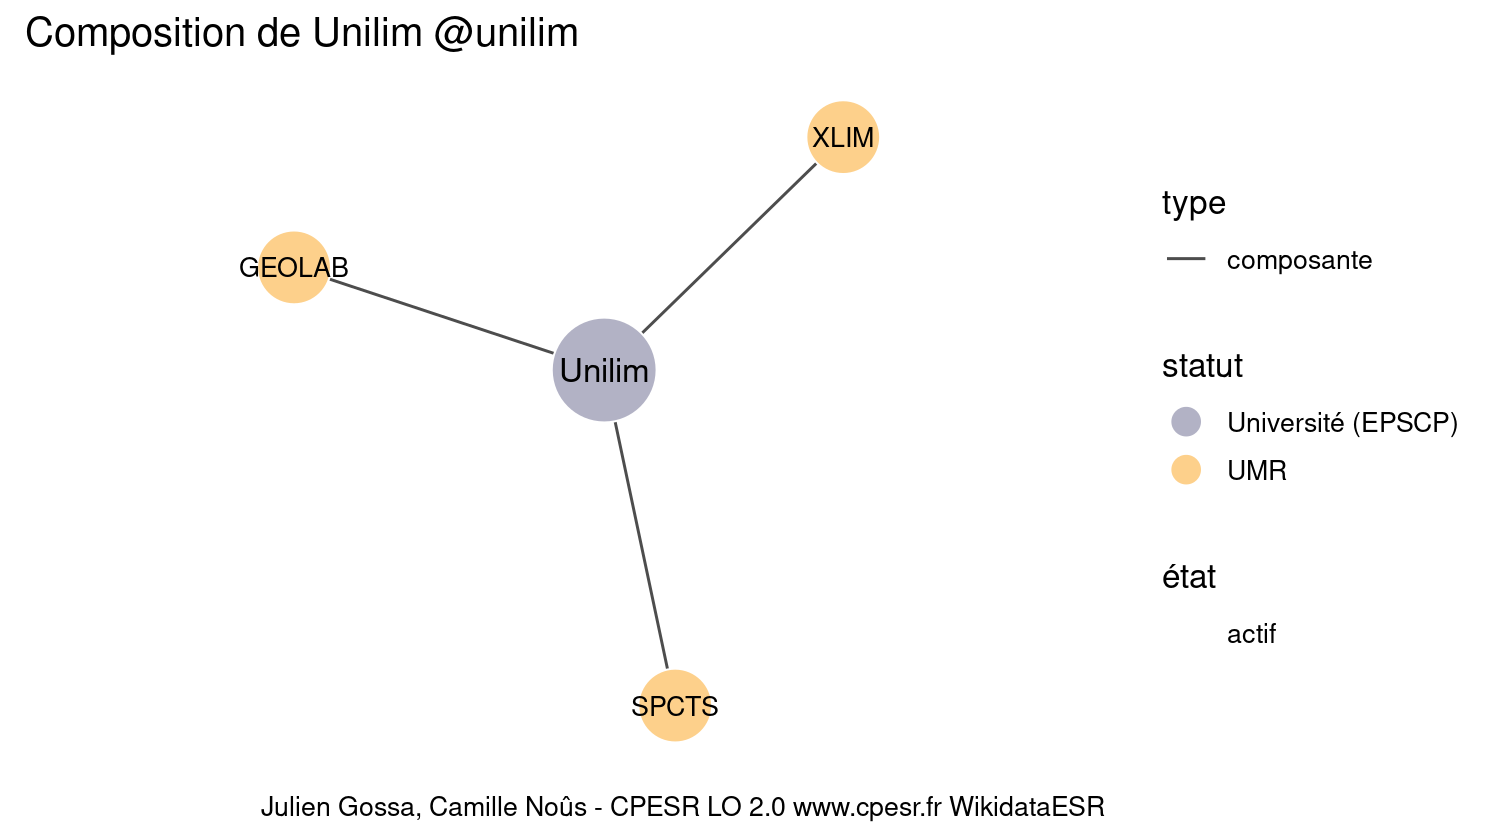 Composition de Unilim @unilim
XLIM
GEOLAB
Unilim
SPCTS
type
composante
statut
Université (EPSCP)
UMR
état
actif
Julien Gossa, Camille Noûs - CPESR LO 2.0 www.cpesr.fr WikidataESR